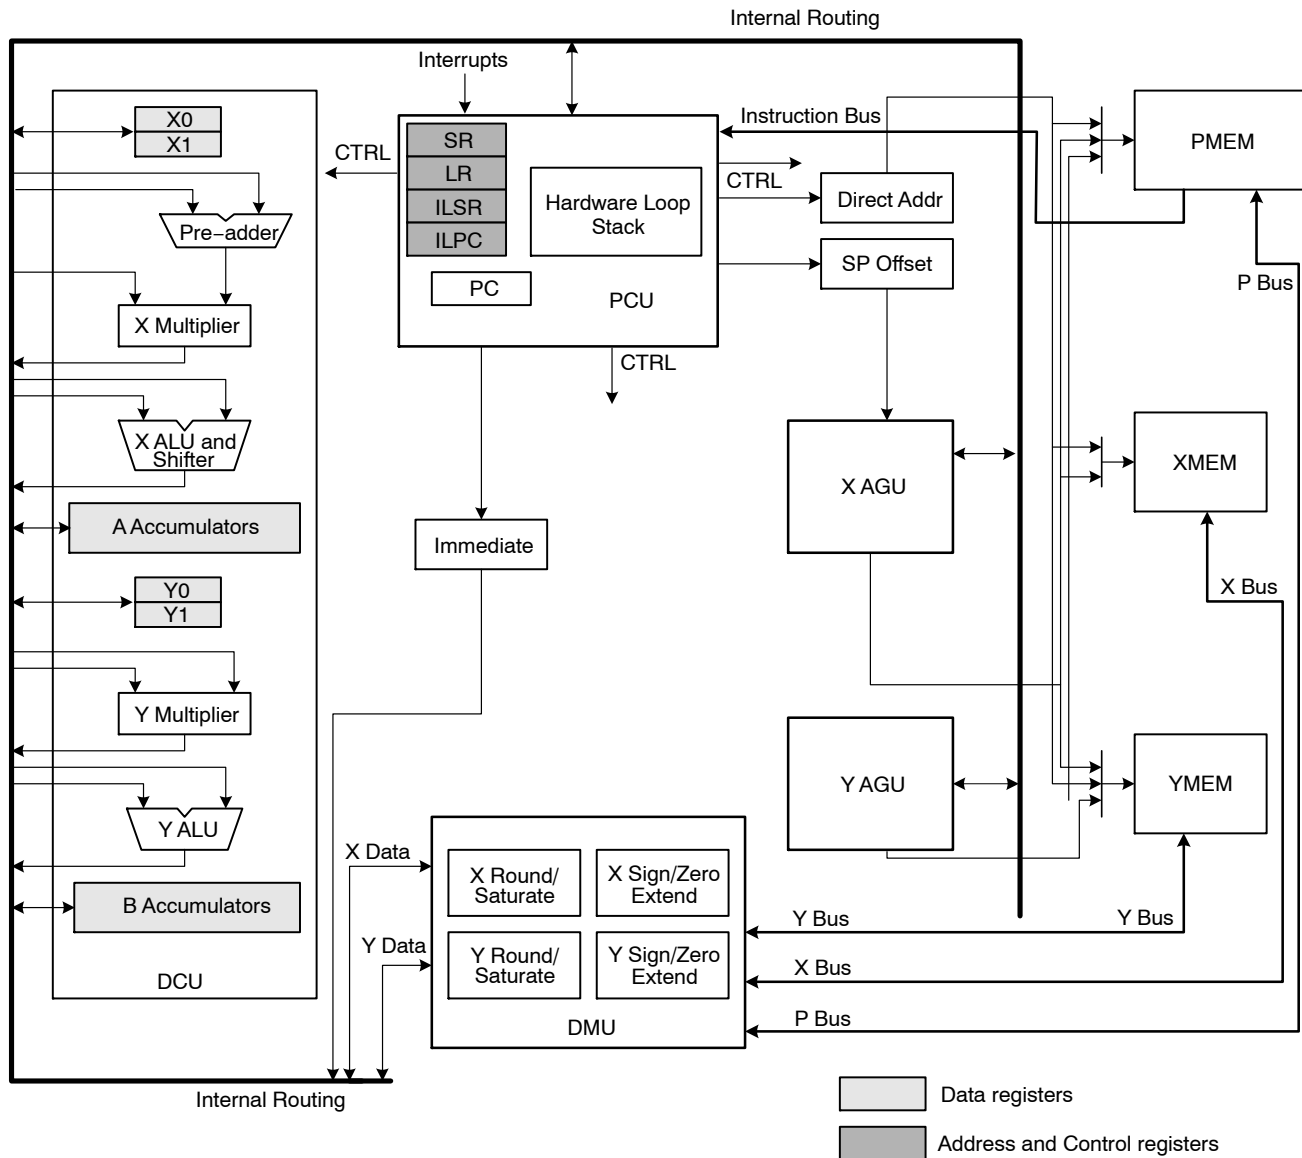 Internal Routing
Interrupts
X0
X1
CTRL
SR
LR
ILSR
ILPC
PC
Hardware Loop
Stack
PCU
Instruction Bus
CTRL
Direct Addr
SP Offset
PMEM
P Bus
Pre−adder
X Multiplier
CTRL
X ALU and
Shifter
A Accumulators
Immediate
X AGU
XMEM
X Bus
Y0
Y1
Y Multiplier
Y ALU
Y AGU
YMEM
X Data
X Round/
Saturate
X Sign/Zero
Extend
B Accumulators
Y Data
Y Round/
Saturate
Y Sign/Zero
Extend
Y Bus
Y Bus
X Bus
DCU
DMU
P Bus
Internal Routing
Data registers
Address and Control registers